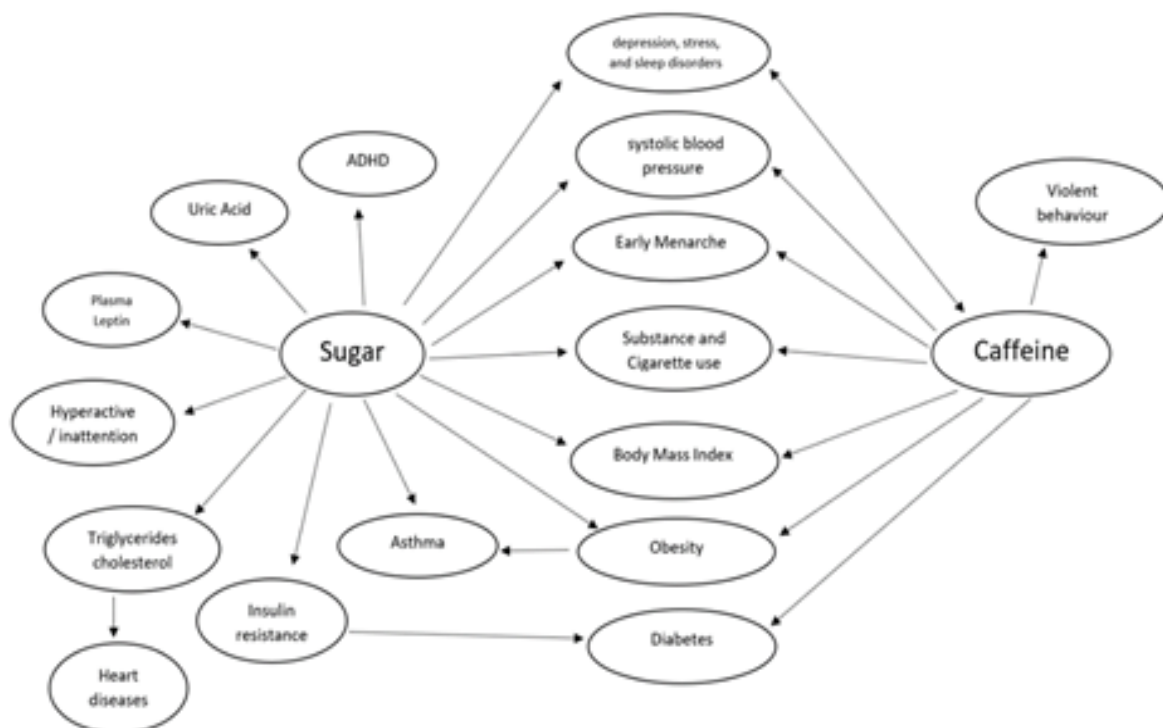 depression, stress,
and sleep disorders
ADHD
systolic blood
pressure
Violent
behaviour
Uric Acid
Early Menarche
Plasma
Leptin
Sugar
Substance and
Cigarette use
Caffeine
Hyperactive
/ inattention
Body Mass Index
Triglycerides
cholesterol
Asthma
Obesity
Insulin
resistance
Diabetes
Heart
diseases